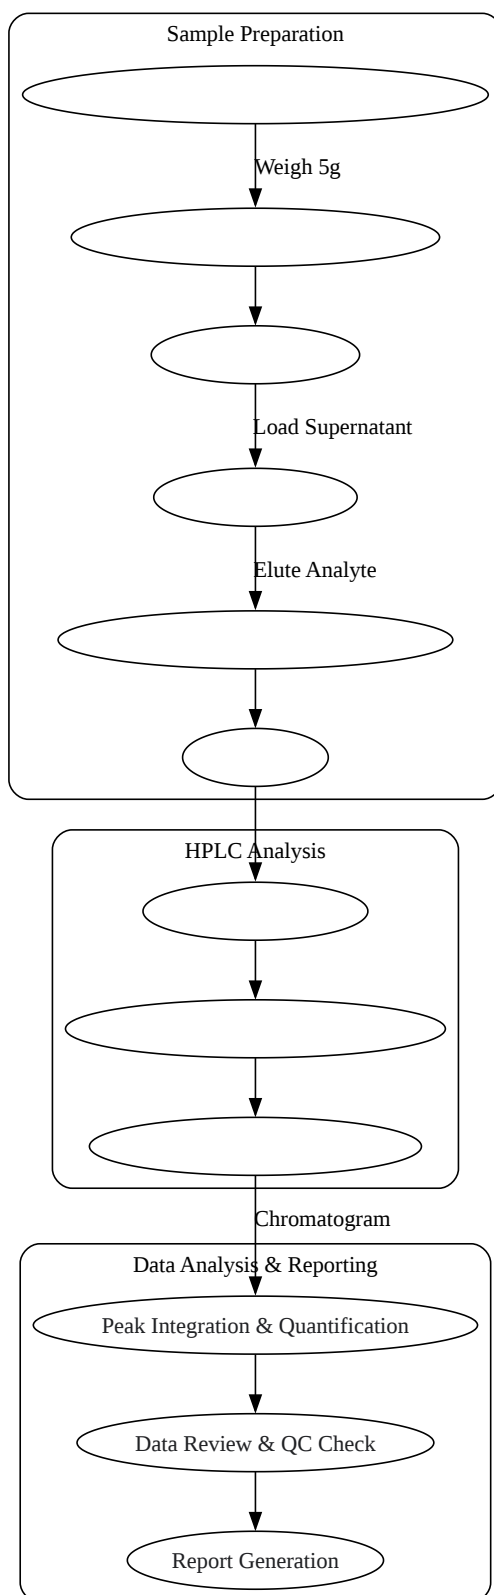 Sample Preparation
Weigh 5g
Load Supernatant
Elute Analyte
HPLC Analysis
Chromatogram
Data Analysis & Reporting
Peak Integration & Quantification
Data Review & QC Check
Report Generation